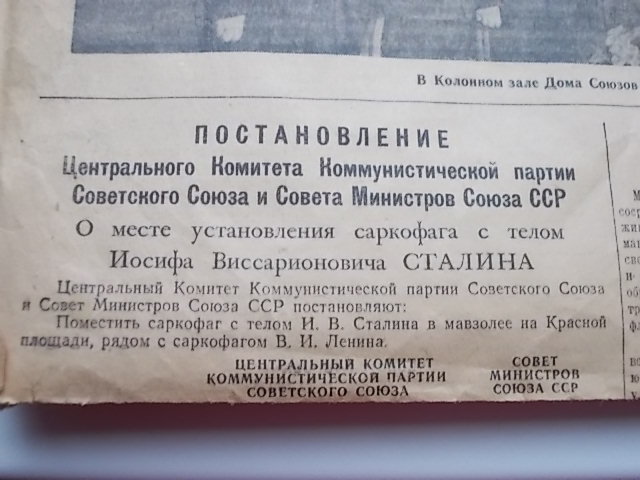 В Колонном зале Дома Союзов
ПОСТАНОВЛЕНИЕ
Центрального Комитета Коммунистической партии
Советского Союза и Совета Министров Союза ССР
О месте установления саркофага с телом
Иосифа Виссарионовича СТАЛИНА
Центральный Комитет Коммунистической партии Советского Союза
и Совет Министров Союза ССР постановляют:
Поместить саркофаг с телом И. В. Сталина в мавзолее на Красной
площади, рядом с саркофагом В. И. Ленина.
ЦЕНТРАЛЬНЫЙ КОМИТЕТ
КОММУНИСТИЧЕСКОЙ ПАРТИИ
СОВЕТСКОГО СОЮЗА
СОВЕТ
МИНИСТРОВ
СОЮЗА ССР